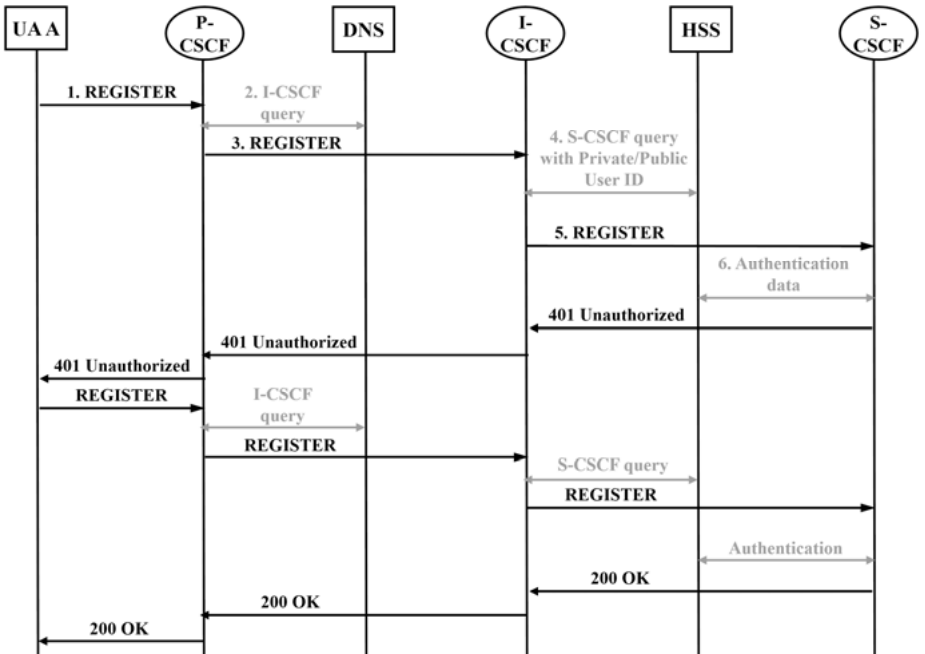 UA A
P-
CSCF
DNS
I-
CSCF
HSS
S-
CSCF
1. REGISTER
2. I-CSCF
query
3. REGISTER
4. S-CSCF query
with Private/Public
User ID
5. REGISTER
6. Authentication
data
401 Unauthorized
401 Unauthorized
401 Unauthorized
REGISTER
I-CSCF
query
REGISTER
S-CSCF query
REGISTER
Authentication
200 OK
200 OK
200 OK